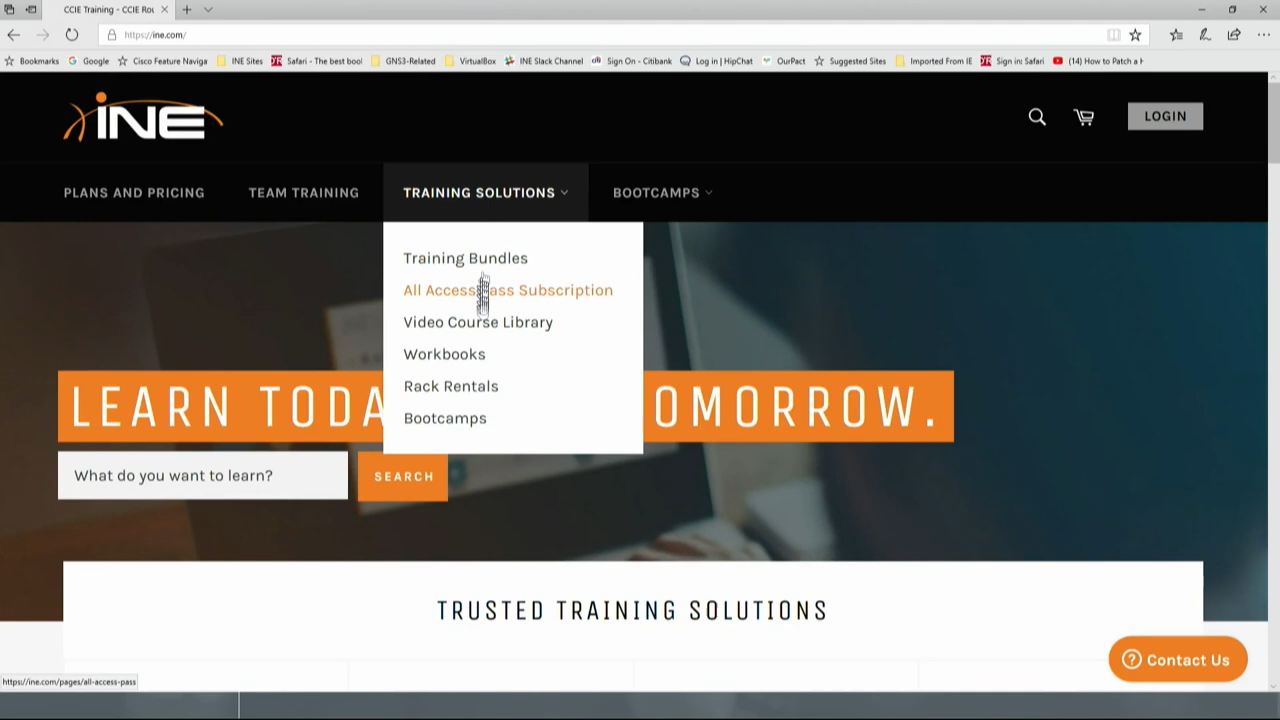 CCIE Training - CCIE Rou
https://ine.com/
Bookmarks
Google
Cisco Feature Naviga
INE Sites
Safari - The best bool
GNS3-Related
VirtualBox
INE Slack Channel
Sign On - Citibank
Log in | HipChat
OurPact
Suggested Sites
Imported From IE
Sign in: Safari
(14) How to Patch a H
INE
LOGIN
PLANS AND PRICING
TEAM TRAINING
TRAINING SOLUTIONS
BOOTCAMPS
Training Bundles
All Access Pass Subscription
Video Course Library
Workbooks
Rack Rentals
Bootcamps
LEARN TODA OMORROW.
What do you want to learn?
SEARCH
TRUSTED TRAINING SOLUTIONS
Contact Us
https://ine.com/pages/all-access-pass